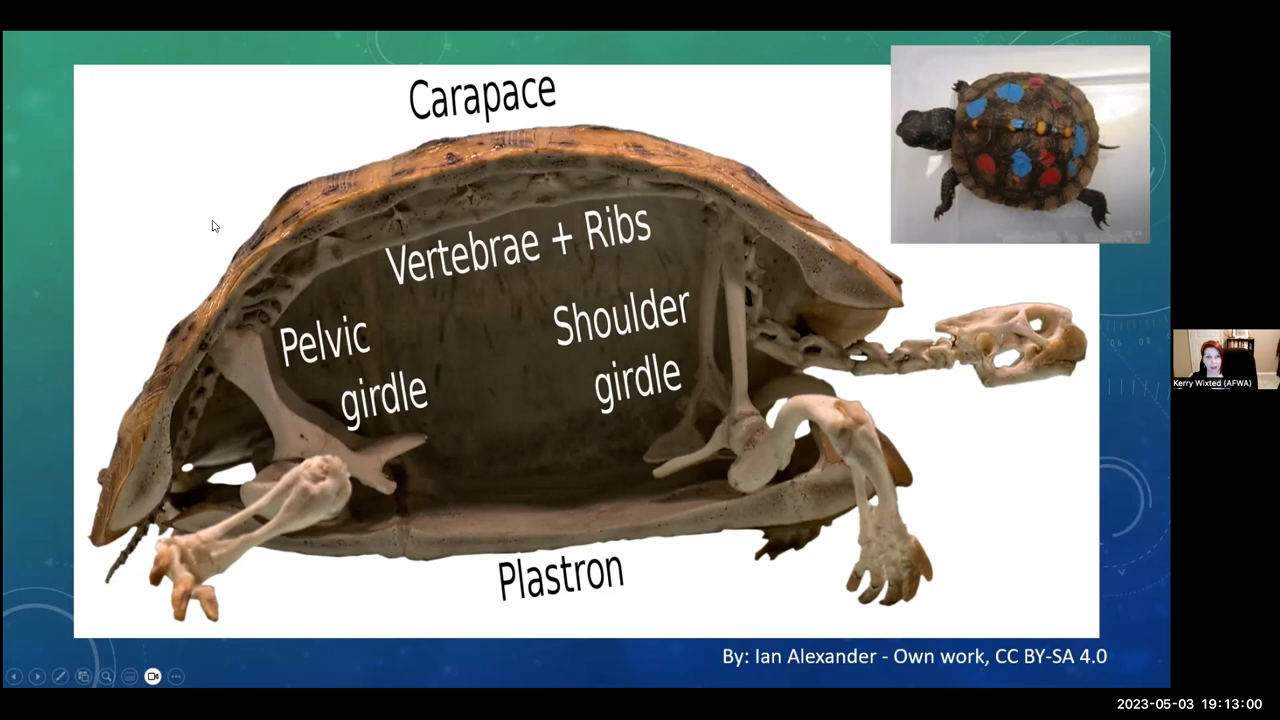 Carapace
Vertebrae + Ribs
Pelvic
girdle
Shoulder
girdle
Plastron
By: Ian Alexander - Own work, CC BY-SA 4.0
Kerry Wixted (AFWA)
2023-05-03 19:13:00